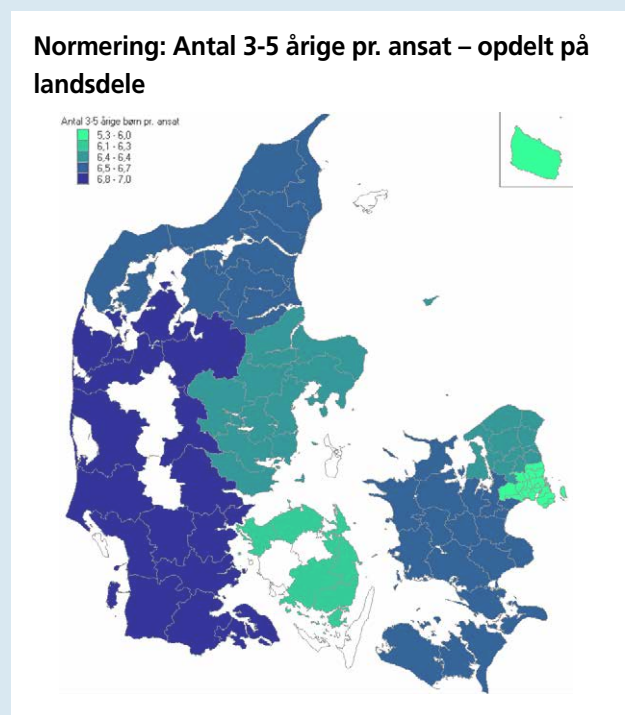 Normering: Antal 3-5 årige pr. ansat – opdelt på
landsdele
Antal 3-5 årige børn pr. ansat
5,3 - 6,0
6,1 - 6,3
6,4 - 6,4
6,5 - 6,7
6,8 - 7,0